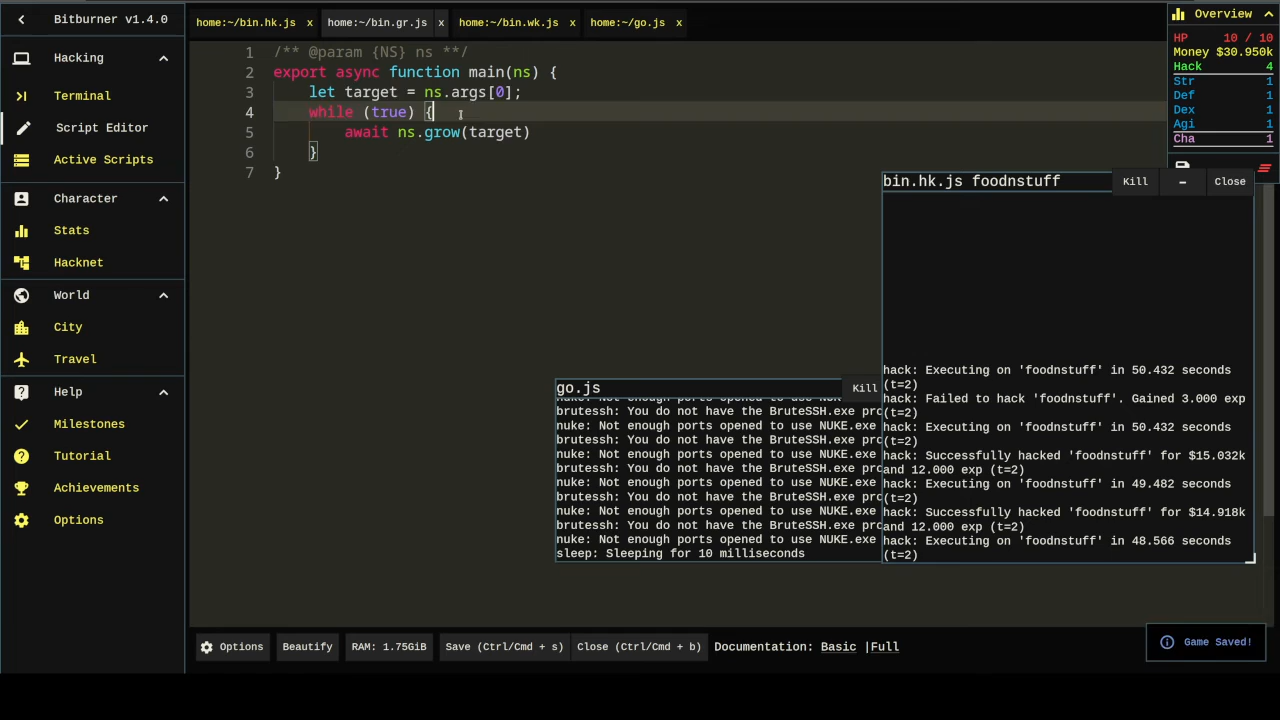 Bitburner v1.4.0
Hacking
Terminal
Script Editor
Active Scripts
Character
Stats
Hacknet
World
City
Travel
Help
Milestones
Tutorial
Achievements
Options
home:~/bin.hk.js x
home:~/bin.gr.js x
home:~/bin.wk.js x
home:~/go.js x
1 /** @param {NS} ns **/
2 export async function main(ns) {
3 let target = ns.args[0];
4 while (true) {
5 await ns.grow(target)
6 }
7 }
Overview
HP 10 / 10
Money $30.950k
Hack 4
Str 1
Def 1
Dex 1
Agi 1
Cha 1
bin.hk.js foodnstuff Kill - Close
hack: Executing on 'foodnstuff' in 50.432 seconds
(t=2)
hack: Failed to hack 'foodnstuff'. Gained 3.000 exp
(t=2)
hack: Executing on 'foodnstuff' in 50.432 seconds
(t=2)
hack: Successfully hacked 'foodnstuff' for $15.032k
and 12.000 exp (t=2)
hack: Executing on 'foodnstuff' in 49.482 seconds
(t=2)
hack: Successfully hacked 'foodnstuff' for $14.918k
and 12.000 exp (t=2)
hack: Executing on 'foodnstuff' in 48.566 seconds
(t=2)
go.js Kill
nuke: Not enough ports opened to use NUKE.exe
brutessh: You do not have the BruteSSH.exe pro
nuke: Not enough ports opened to use NUKE.exe
brutessh: You do not have the BruteSSH.exe pro
nuke: Not enough ports opened to use NUKE.exe
brutessh: You do not have the BruteSSH.exe pro
nuke: Not enough ports opened to use NUKE.exe
brutessh: You do not have the BruteSSH.exe pro
nuke: Not enough ports opened to use NUKE.exe
brutessh: You do not have the BruteSSH.exe pro
nuke: Not enough ports opened to use NUKE.exe
sleep: Sleeping for 10 milliseconds
Options
Beautify
RAM: 1.75GiB
Save (Ctrl/Cmd + s)
Close (Ctrl/Cmd + b)
Documentation: Basic |Full
Game Saved!